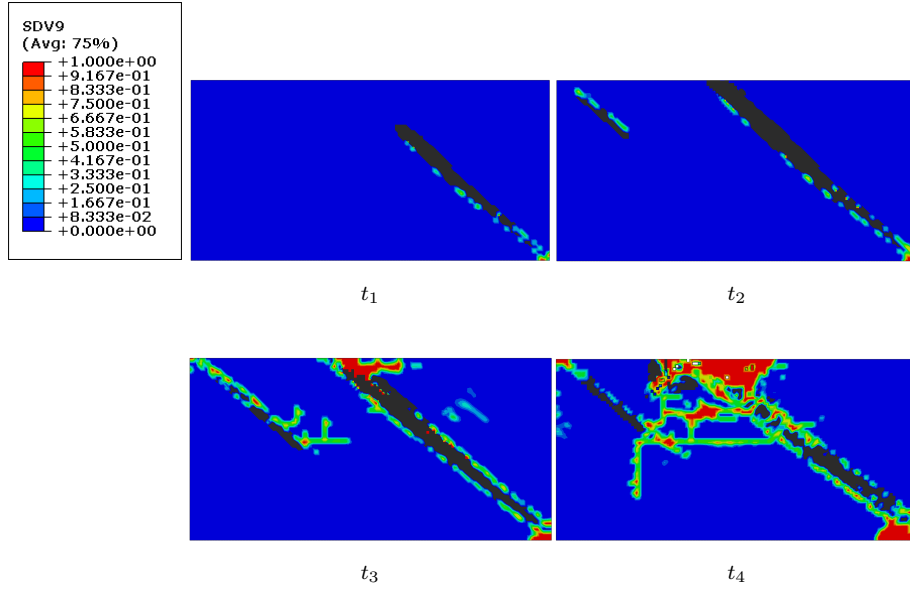 SDV9
(Avg: 75%)
+1.000e+00
+9.167e-01
+8.333e-01
+7.500e-01
+6.667e-01
+5.833e-01
+5.000e-01
+4.167e-01
+3.333e-01
+2.500e-01
+1.667e-01
+8.333e-02
+0.000e+00
t1
t2
t3
t4